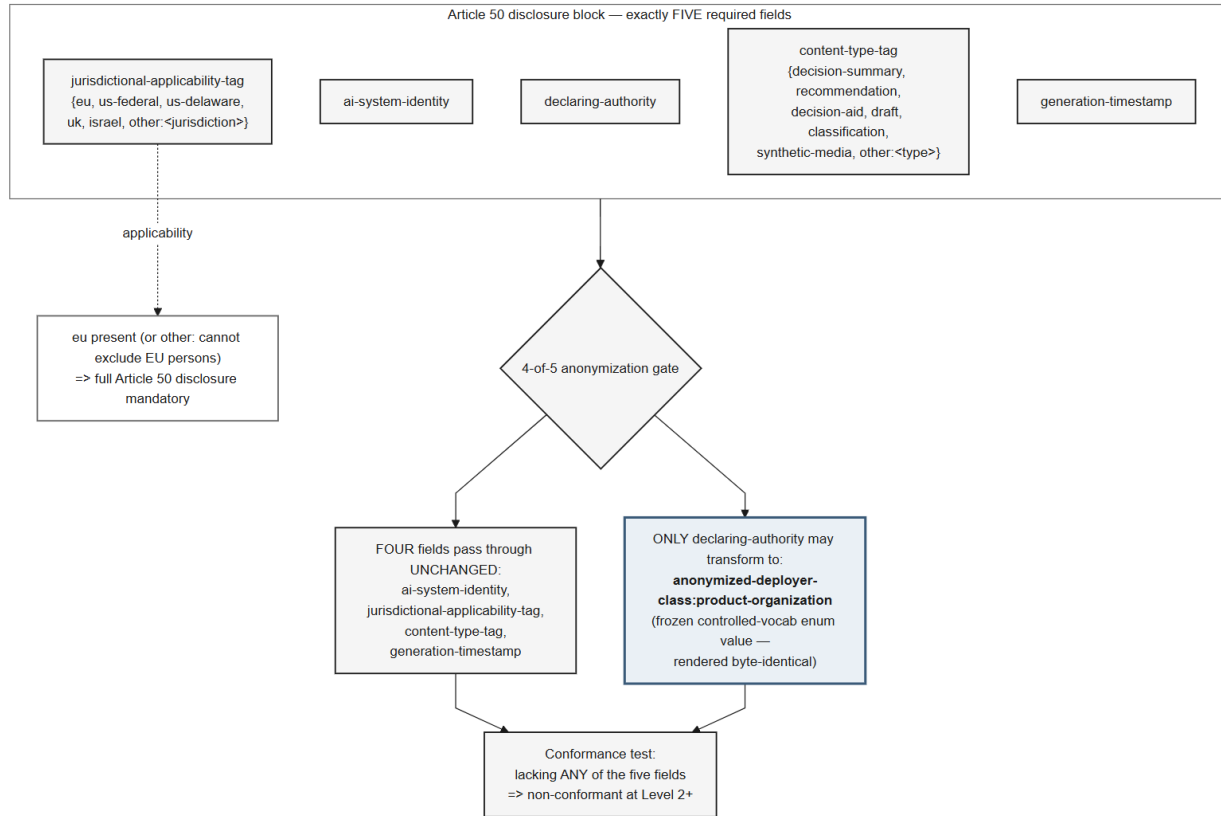 Article 50 disclosure block — exactly FIVE required fields
jurisdictional-applicability-tag
{eu, us-federal, us-delaware,
uk, israel, other:<jurisdiction>}
ai-system-identity
declaring-authority
content-type-tag
{decision-summary,
recommendation,
decision-aid, draft,
classification,
synthetic-media, other:<type>}
generation-timestamp
applicability
eu present (or other: cannot
exclude EU persons)
=> full Article 50 disclosure
mandatory
4-of-5 anonymization gate
FOUR fields pass through
UNCHANGED:
ai-system-identity,
jurisdictional-applicability-tag,
content-type-tag,
generation-timestamp
ONLY declaring-authority may
transform to:
anonymized-deployer-
class:product-organization
(frozen controlled-vocab enum
value —
rendered byte-identical)
Conformance test:
lacking ANY of the five fields
=> non-conformant at Level 2+